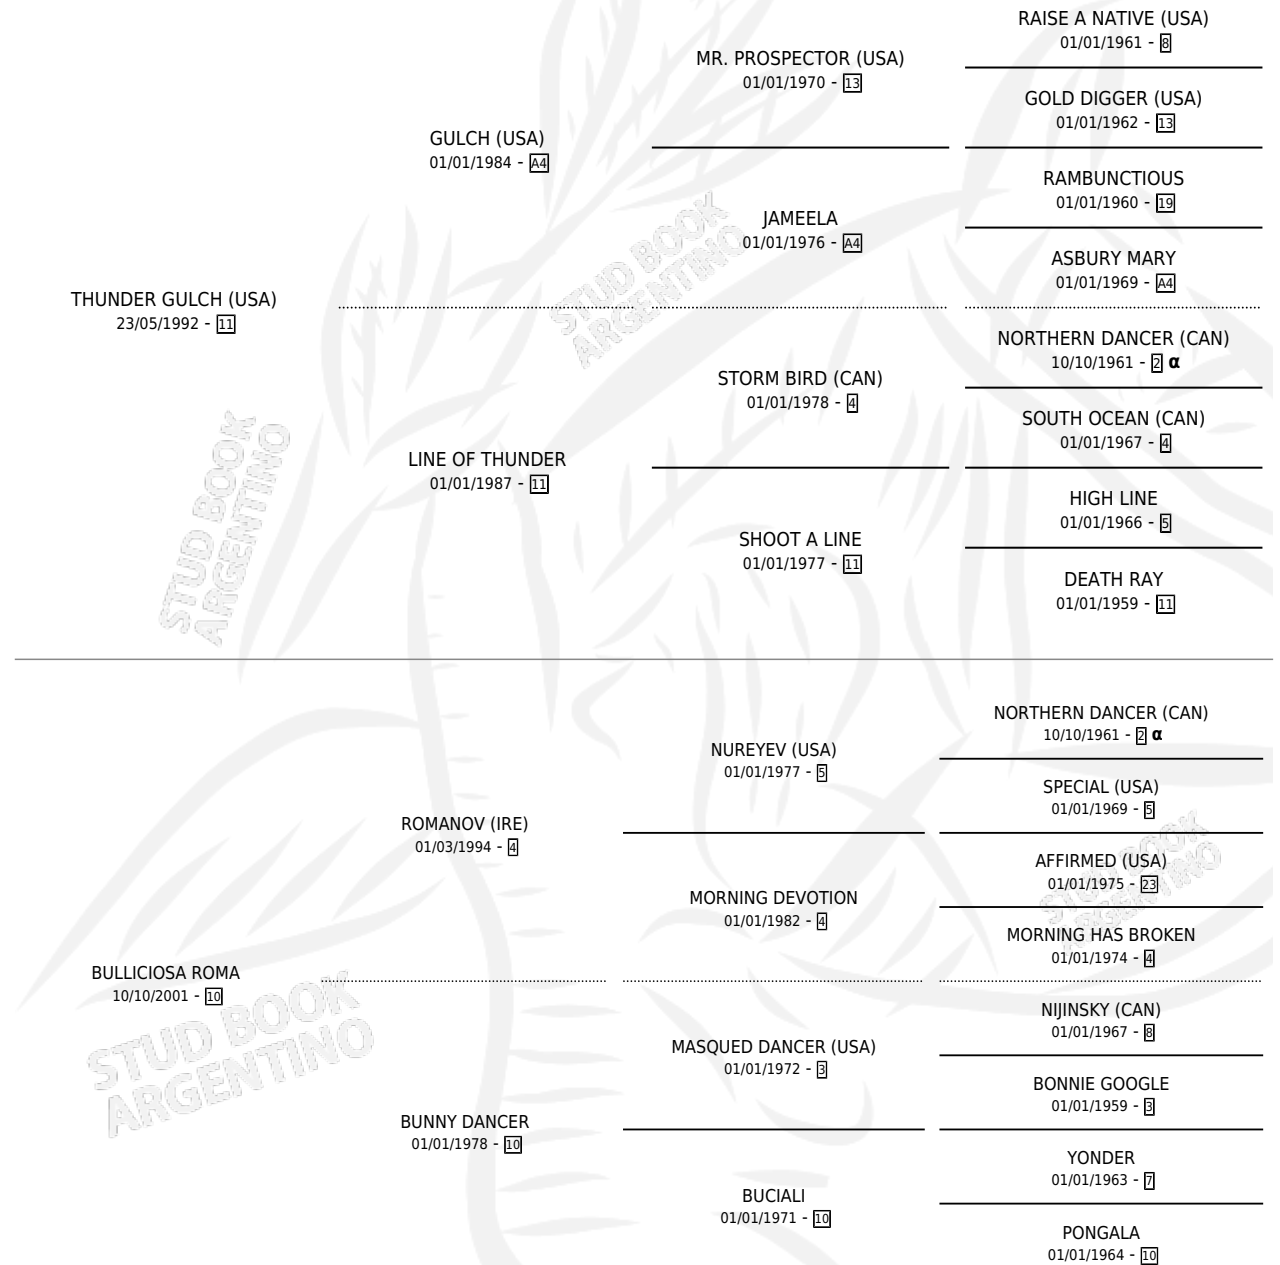 RAISE A NATIVE (USA)
01/01/1961 - 8
MR. PROSPECTOR (USA)
01/01/1970 - 13
GOLD DIGGER (USA)
01/01/1962 - 13
GULCH (USA)
01/01/1984 - A4
RAMBUNCTIOUS
01/01/1960 - 19
JAMEELA
01/01/1976 - A4
ASBURY MARY
01/01/1969 - A4
THUNDER GULCH (USA)
23/05/1992 - 11
NORTHERN DANCER (CAN)
10/10/1961 - 2 α
STORM BIRD (CAN)
01/01/1978 - 4
SOUTH OCEAN (CAN)
01/01/1967 - 4
LINE OF THUNDER
01/01/1987 - 11
HIGH LINE
01/01/1966 - 5
SHOOT A LINE
01/01/1977 - 11
DEATH RAY
01/01/1959 - 11
STUD BOOK
ARGENTINO
STUD BOOK
ARGENTINO
NORTHERN DANCER (CAN)
10/10/1961 - 2 α
NUREYEV (USA)
01/01/1977 - 5
SPECIAL (USA)
01/01/1969 - 5
ROMANOV (IRE)
01/03/1994 - 4
AFFIRMED (USA)
01/01/1975 - 23
MORNING DEVOTION
01/01/1982 - 4
MORNING HAS BROKEN
01/01/1974 - 4
BULLICIOSA ROMA
10/10/2001 - 10
NIJINSKY (CAN)
01/01/1967 - 8
MASQUED DANCER (USA)
01/01/1972 - 3
BONNIE GOOGLE
01/01/1959 - 3
BUNNY DANCER
01/01/1978 - 10
YONDER
01/01/1963 - 7
BUCIALI
01/01/1971 - 10
PONGALA
01/01/1964 - 10
STUD BOOK
ARGENTINO
STUD BOOK
ARGENTINO